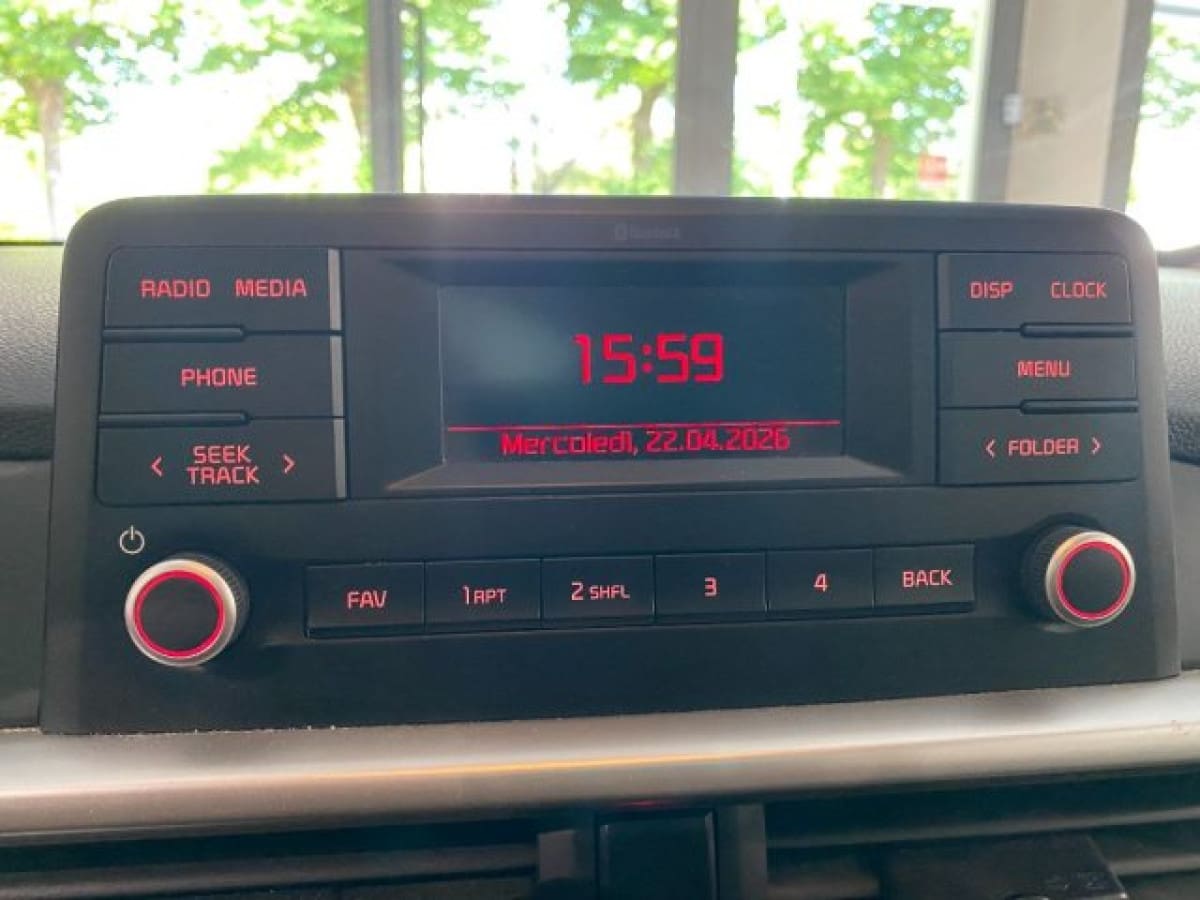 RADIO MEDIA
PHONE
< SEEK TRACK >
15:59
Mercoledì, 22.04.2026
DISP CLOCK
MENU
< FOLDER >
FAV
1 RPT
2 SHFL
3
4
BACK